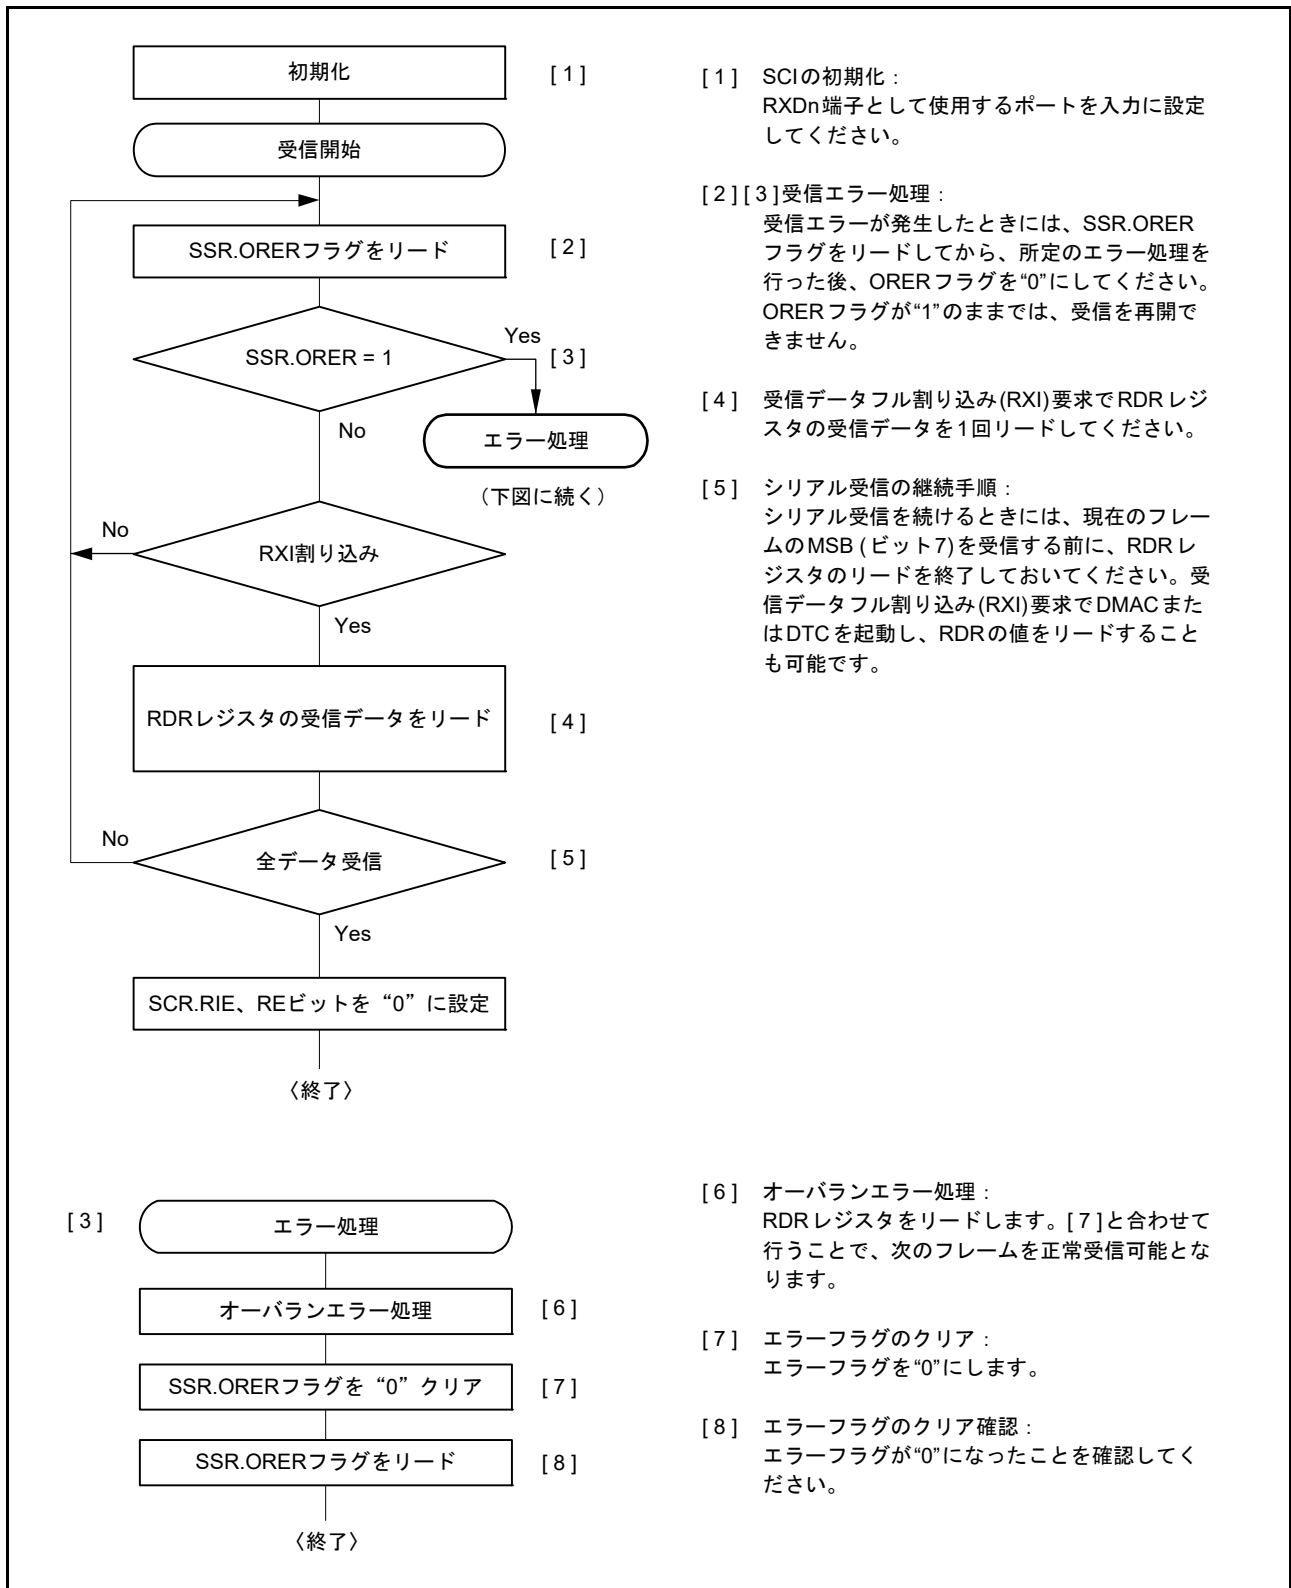 初期化
[ 1 ]
受信開始
SSR.ORERフラグをリード
[ 2 ]
SSR.ORER = 1
Yes
[ 3 ]
No
エラー処理
（下図に続く）
No
RXI割り込み
Yes
RDRレジスタの受信データをリード
[ 4 ]
No
全データ受信
[ 5 ]
Yes
SCR.RIE、REビットを“0”に設定
〈終了〉
[ 1 ] SCIの初期化：
RXDn端子として使用するポートを入力に設定
してください。
[ 2 ][ 3 ]受信エラー処理：
受信エラーが発生したときには、SSR.ORER
フラグをリードしてから、所定のエラー処理を
行った後、ORERフラグを“0”にしてください。
ORERフラグが“1”のままでは、受信を再開で
きません。
[ 4 ] 受信データフル割り込み(RXI)要求でRDRレジ
スタの受信データを1回リードしてください。
[ 5 ] シリアル受信の継続手順：
シリアル受信を続けるときには、現在のフレー
ムのMSB (ビット7)を受信する前に、RDRレ
ジスタのリードを終了しておいてください。受
信データフル割り込み(RXI)要求でDMACまた
はDTCを起動し、RDRの値をリードすること
も可能です。
[ 3 ]
エラー処理
オーバランエラー処理
[ 6 ]
SSR.ORERフラグを“0”クリア
[ 7 ]
SSR.ORERフラグをリード
[ 8 ]
〈終了〉
[ 6 ] オーバランエラー処理：
RDRレジスタをリードします。[ 7 ]と合わせて
行うことで、次のフレームを正常受信可能とな
ります。
[ 7 ] エラーフラグのクリア：
エラーフラグを“0”にします。
[ 8 ] エラーフラグのクリア確認：
エラーフラグが“0”になったことを確認してく
ださい。